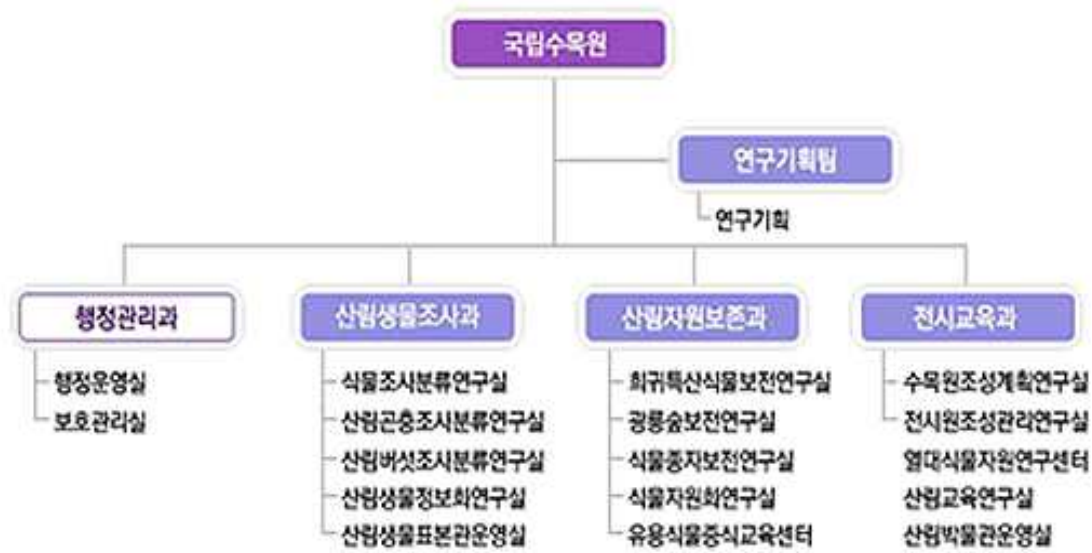 국립수목원
연구기획팀
연구기획
행정관리과
행정운영실
보호관리실
산림생물조사과
식물조사분류연구실
산림곤충조사분류연구실
산림버섯조사분류연구실
산림생물정보화연구실
산림생물표본관운영실
산림자원보존과
희귀특산식물보전연구실
광릉숲보전연구실
식물종자보전연구실
식물자원화연구실
유용식물증식교육센터
전시교육과
수목원조성계획연구실
전시원조성관리연구실
열대식물자원연구센터
산림교육연구실
산림박물관운영실